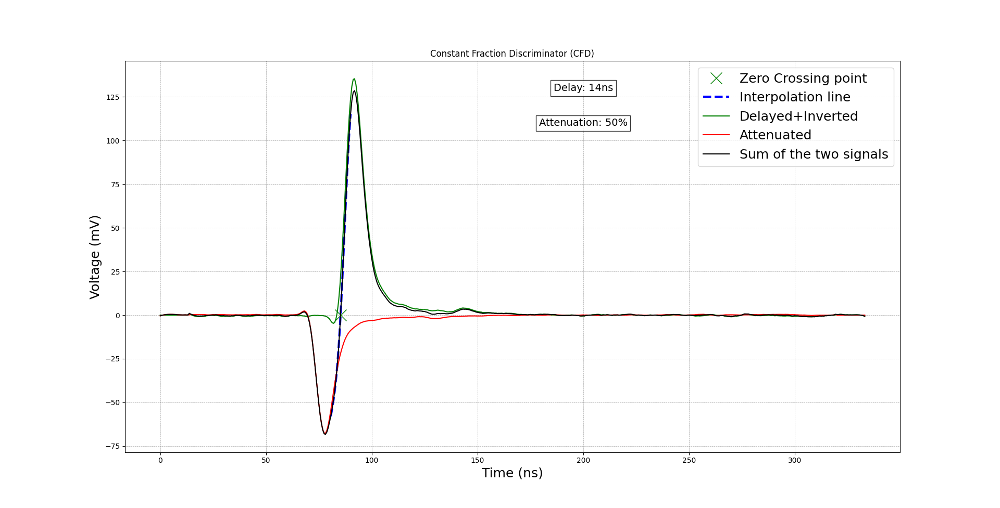 Constant Fraction Discriminator (CFD)
Delay: 14ns
Attenuation: 50%
Zero Crossing point
Interpolation line
Delayed+Inverted
Attenuated
Sum of the two signals
Voltage (mV)
125
100
75
50
25
0
−25
−50
−75
0 50 100 150 200 250 300
Time (ns)